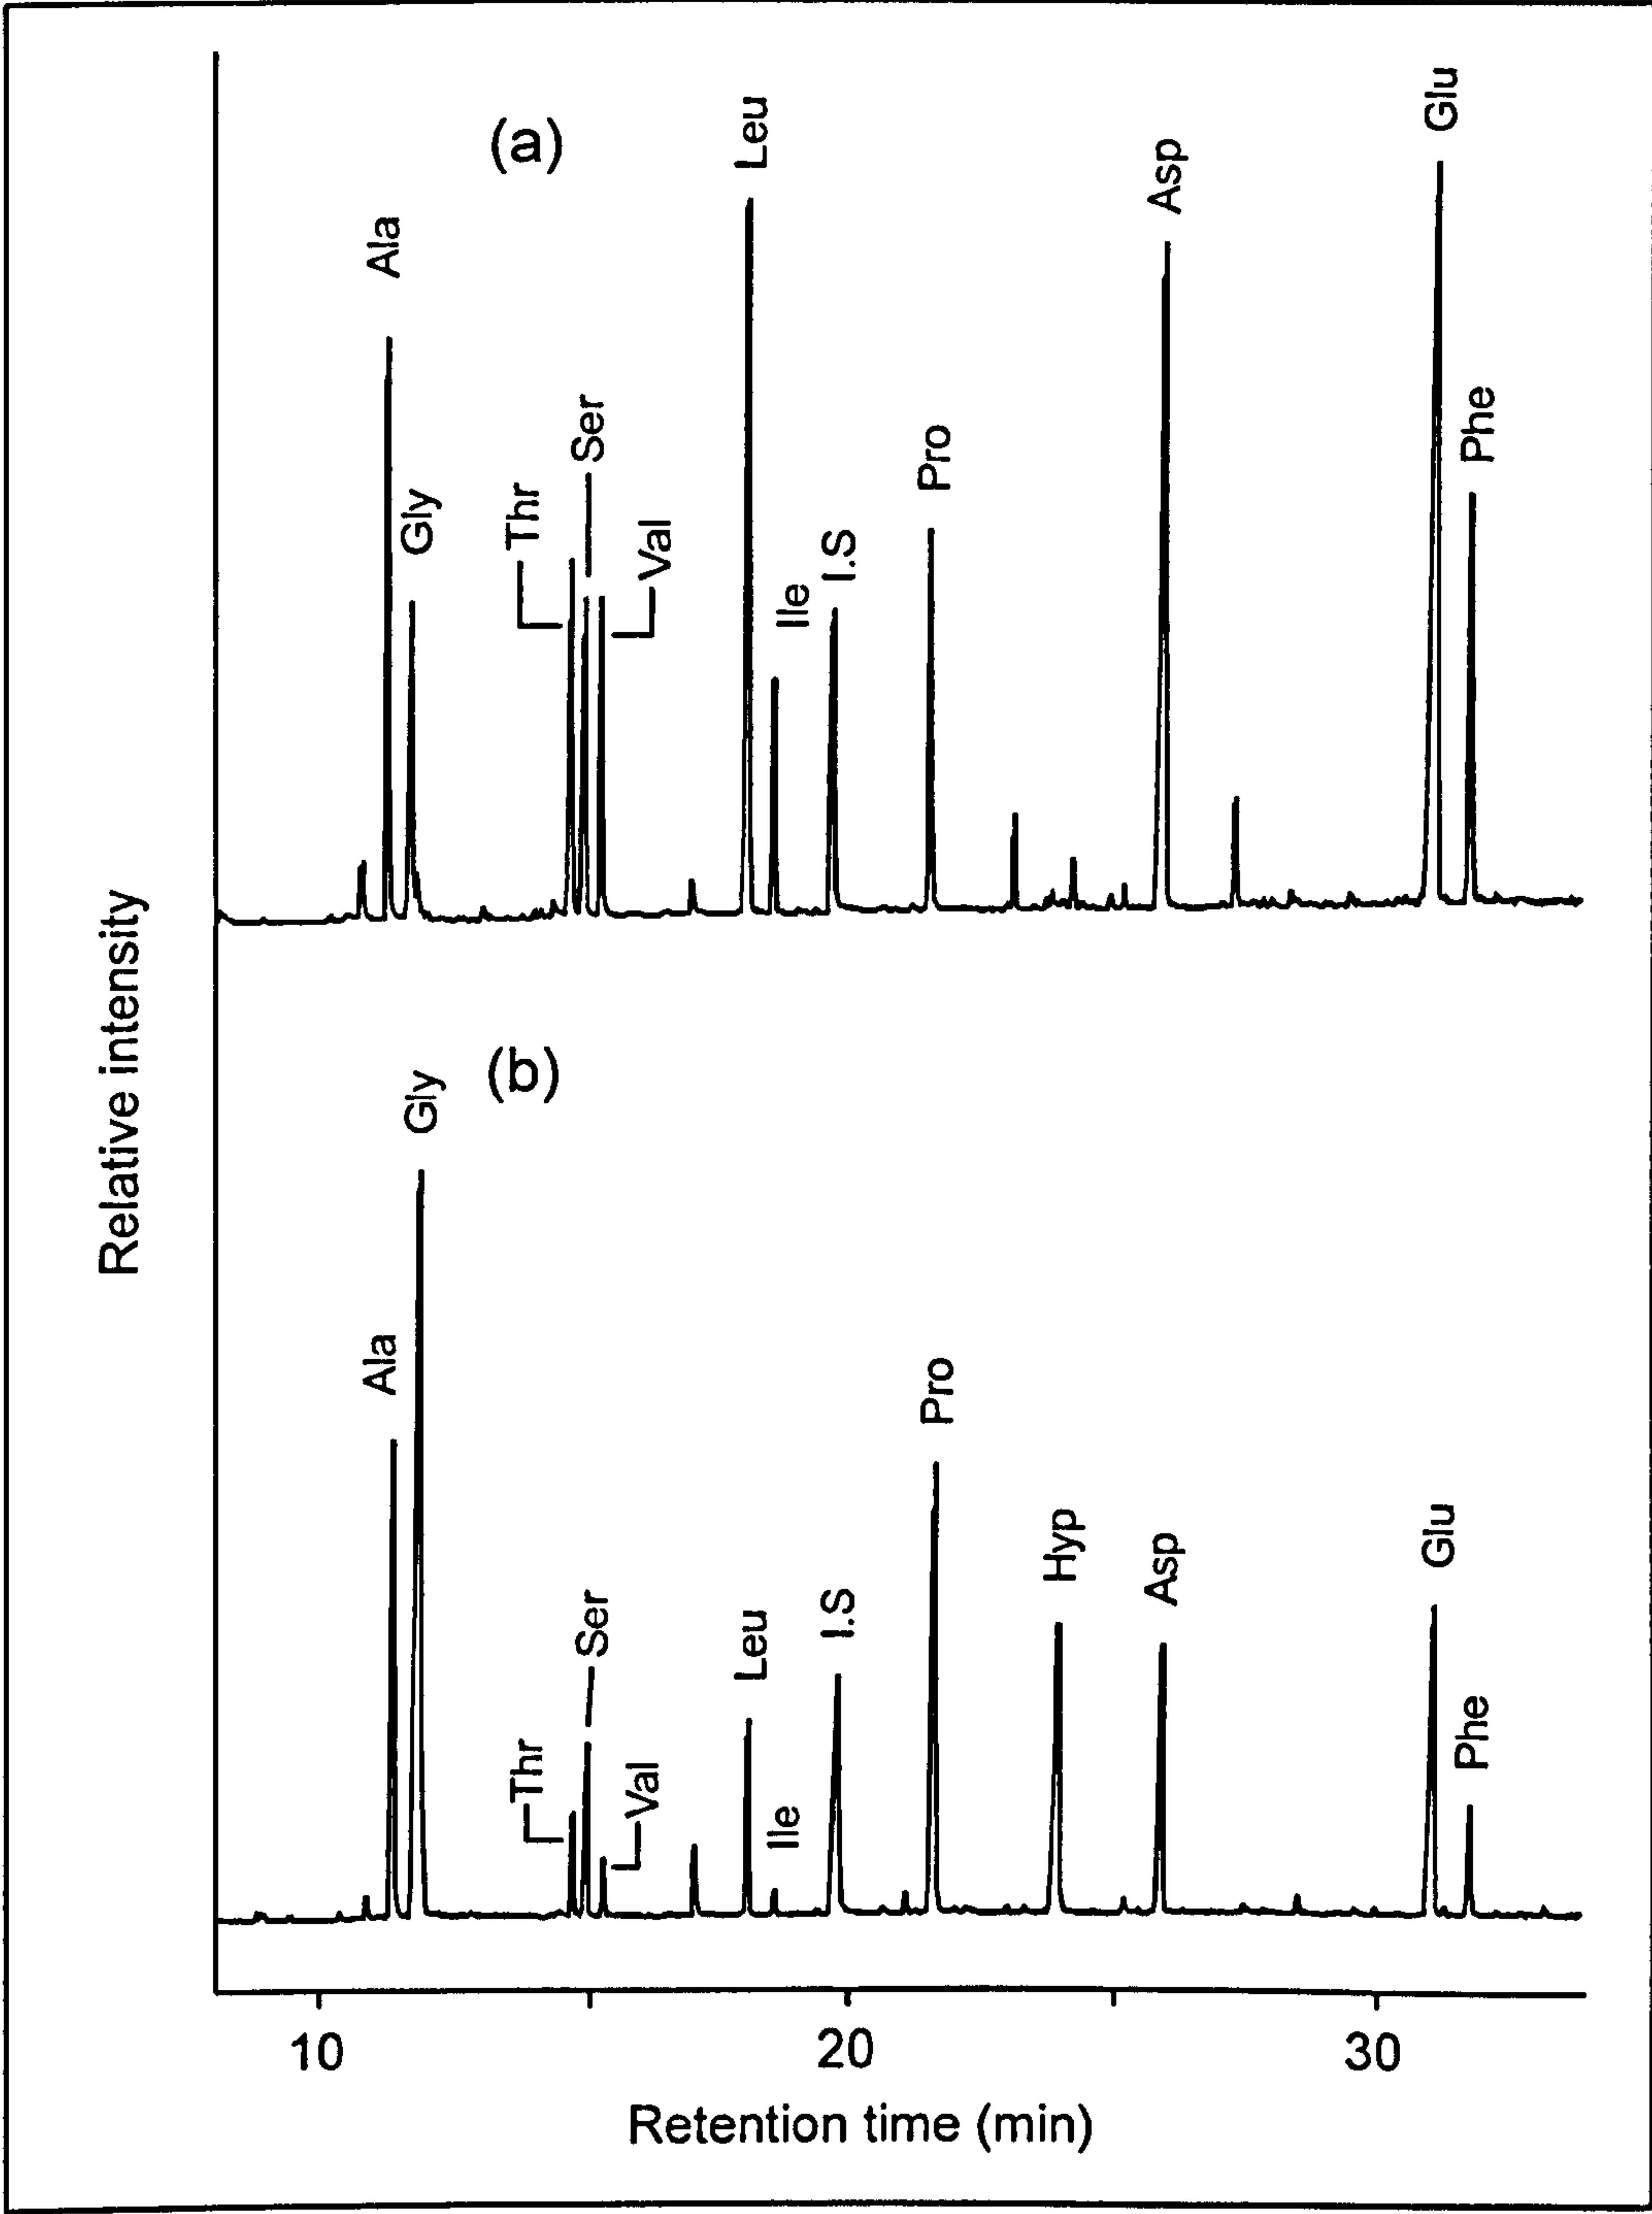 (a)
Ala
Gly
Thr
Ser
Val
Leu
Ile
I.S
Pro
Asp
Glu
Phe
Relative intensity
(b)
Ala
Gly
Thr
Ser
Val
Leu
Ile
I.S
Pro
Hyp
Asp
Glu
Phe
10
20
30
Retention time (min)